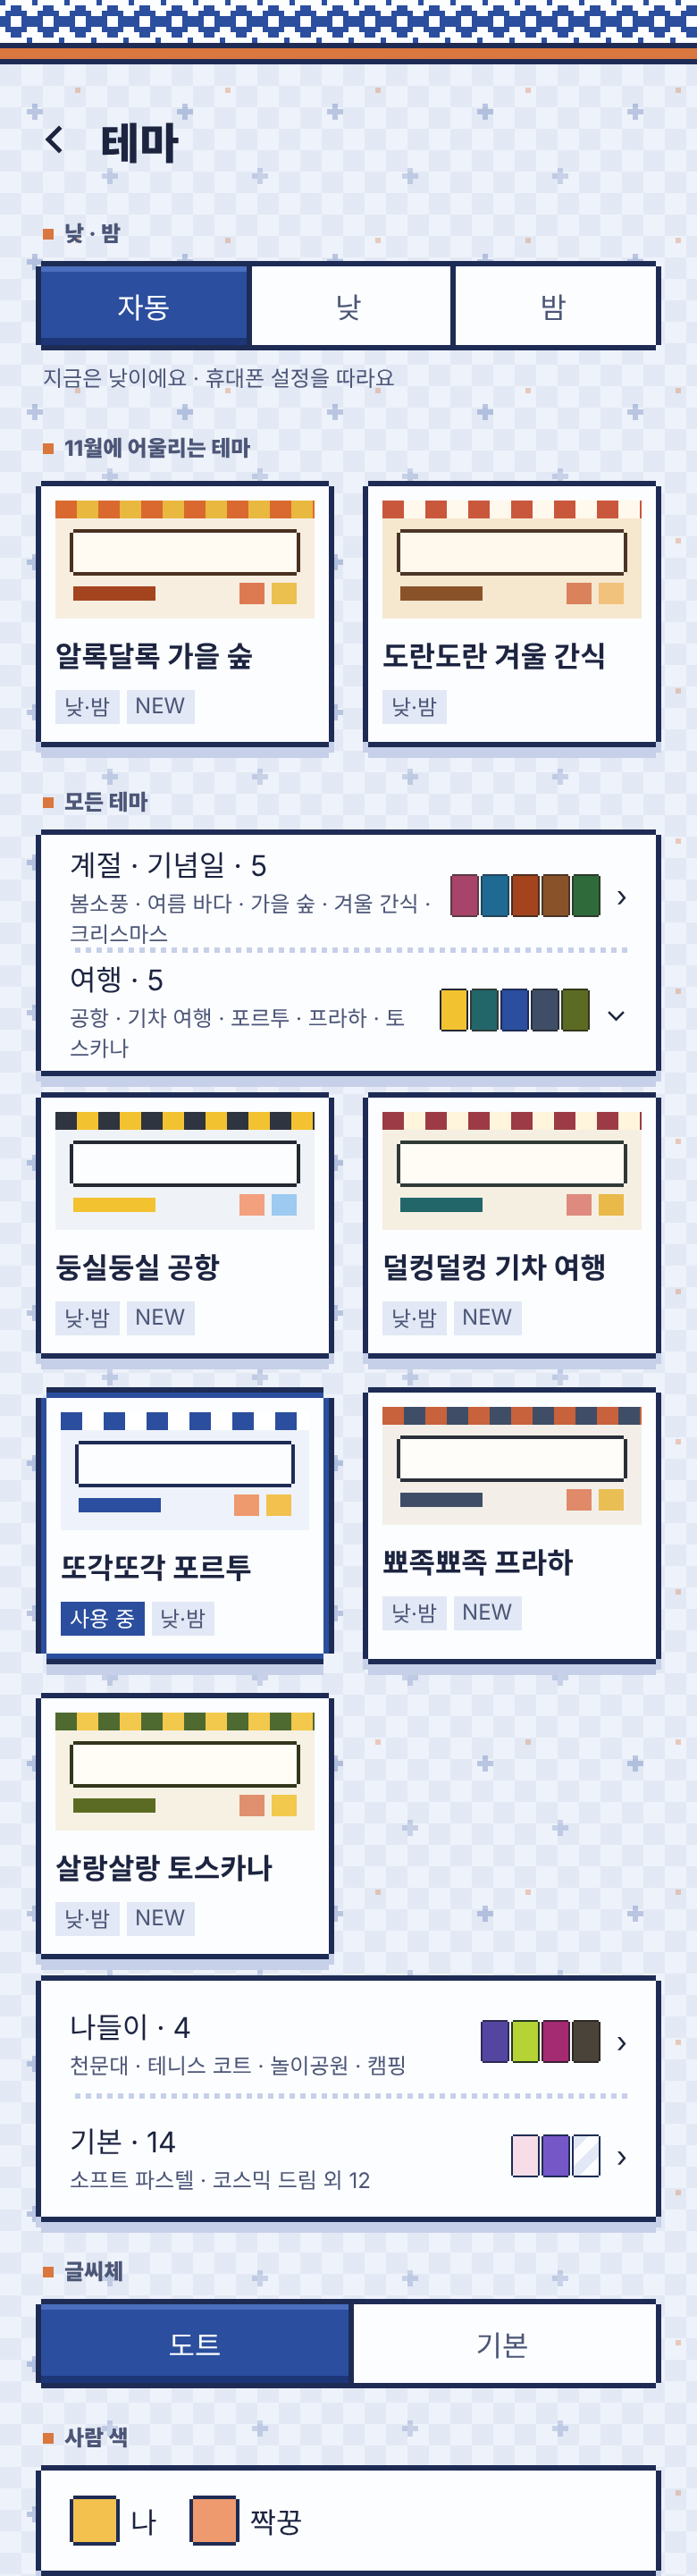 테마
낮 · 밤
자동
낮
밤
지금은 낮이에요 · 휴대폰 설정을 따라요
11월에 어울리는 테마
알록달록 가을 숲
낮·밤
NEW
도란도란 겨울 간식
낮·밤
모든 테마
계절 · 기념일 · 5
봄소풍 · 여름 바다 · 가을 숲 · 겨울 간식 ·
크리스마스
여행 · 5
공항 · 기차 여행 · 포르투 · 프라하 · 토
스카나
둥실둥실 공항
낮·밤
NEW
덜컹덜컹 기차 여행
낮·밤
NEW
또각또각 포르투
사용 중
낮·밤
뾰족뾰족 프라하
낮·밤
NEW
살랑살랑 토스카나
낮·밤
NEW
나들이 · 4
천문대 · 테니스 코트 · 놀이공원 · 캠핑
기본 · 14
소프트 파스텔 · 코스믹 드림 외 12
글씨체
도트
기본
사람 색
나
짝꿍